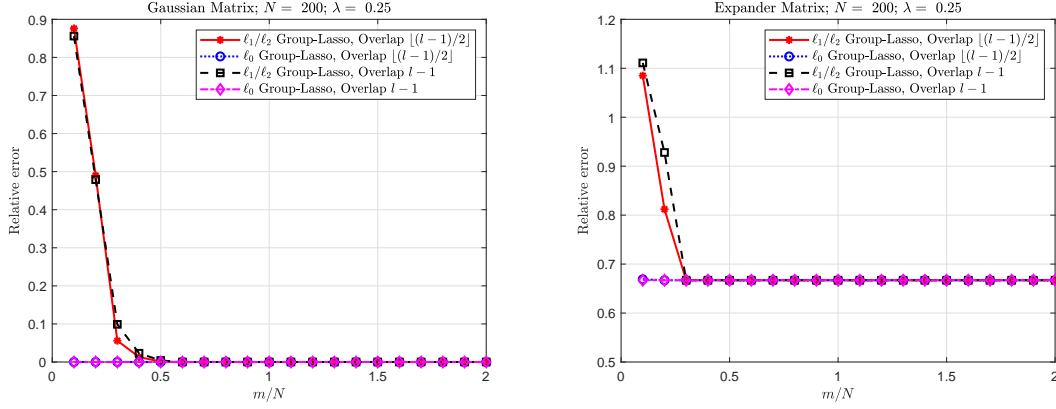 Gaussian Matrix; N = 200; λ = 0.25
ℓ₁/ℓ₂ Group-Lasso, Overlap ⌊(l − 1)/2⌋
ℓ₀ Group-Lasso, Overlap ⌊(l − 1)/2⌋
ℓ₁/ℓ₂ Group-Lasso, Overlap l − 1
ℓ₀ Group-Lasso, Overlap l − 1
Relative error
0.9
0.8
0.7
0.6
0.5
0.4
0.3
0.2
0.1
0
0 0.5 1 1.5 2
m/N
Expander Matrix; N = 200; λ = 0.25
ℓ₁/ℓ₂ Group-Lasso, Overlap ⌊(l − 1)/2⌋
ℓ₀ Group-Lasso, Overlap ⌊(l − 1)/2⌋
ℓ₁/ℓ₂ Group-Lasso, Overlap l − 1
ℓ₀ Group-Lasso, Overlap l − 1
Relative error
1.2
1.1
1
0.9
0.8
0.7
0.6
0.5
0 0.5 1 1.5 2
m/N